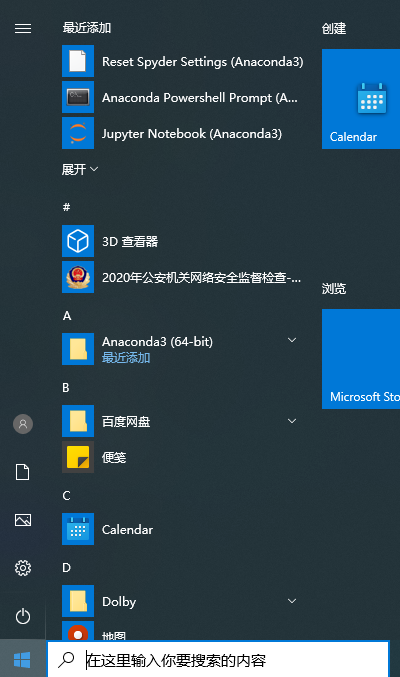 最近添加
创建
Reset Spyder Settings (Anaconda3)
Anaconda Powershell Prompt (A...
Jupyter Notebook (Anaconda3)
Calendar
展开
#
3D 查看器
2020年公安机关网络安全监督检查-...
浏览
A
Anaconda3 (64-bit)
最近添加
B
Microsoft Sto
百度网盘
便笺
C
Calendar
D
Dolby
地图
在这里输入你要搜索的内容